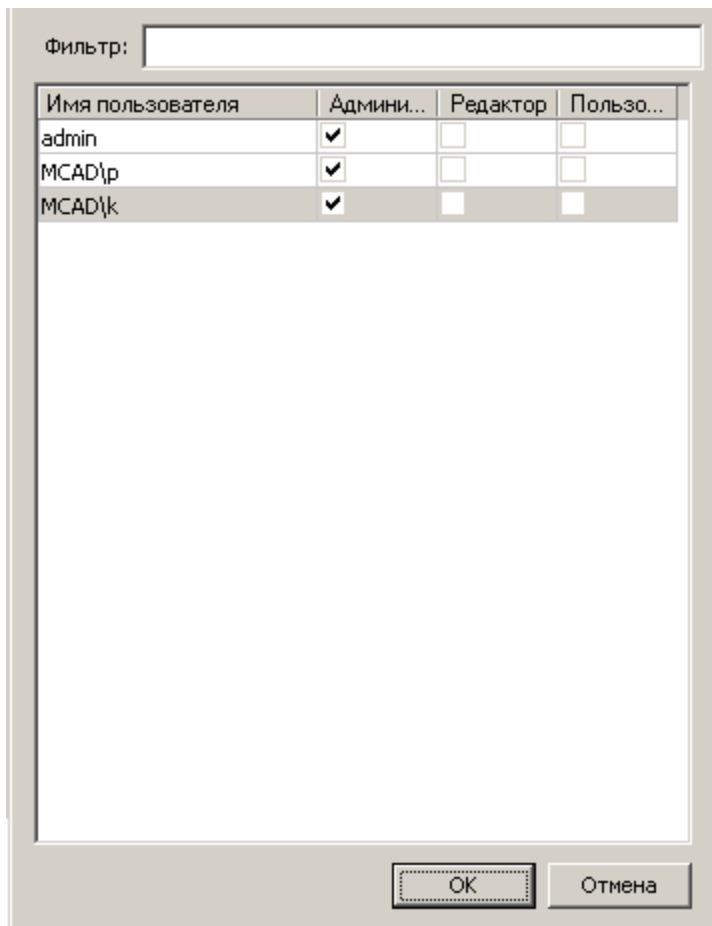 Фильтр:
Имя пользователя Админи... Редактор Пользо...
admin
MCAD\p
MCAD\k
OK Отмена